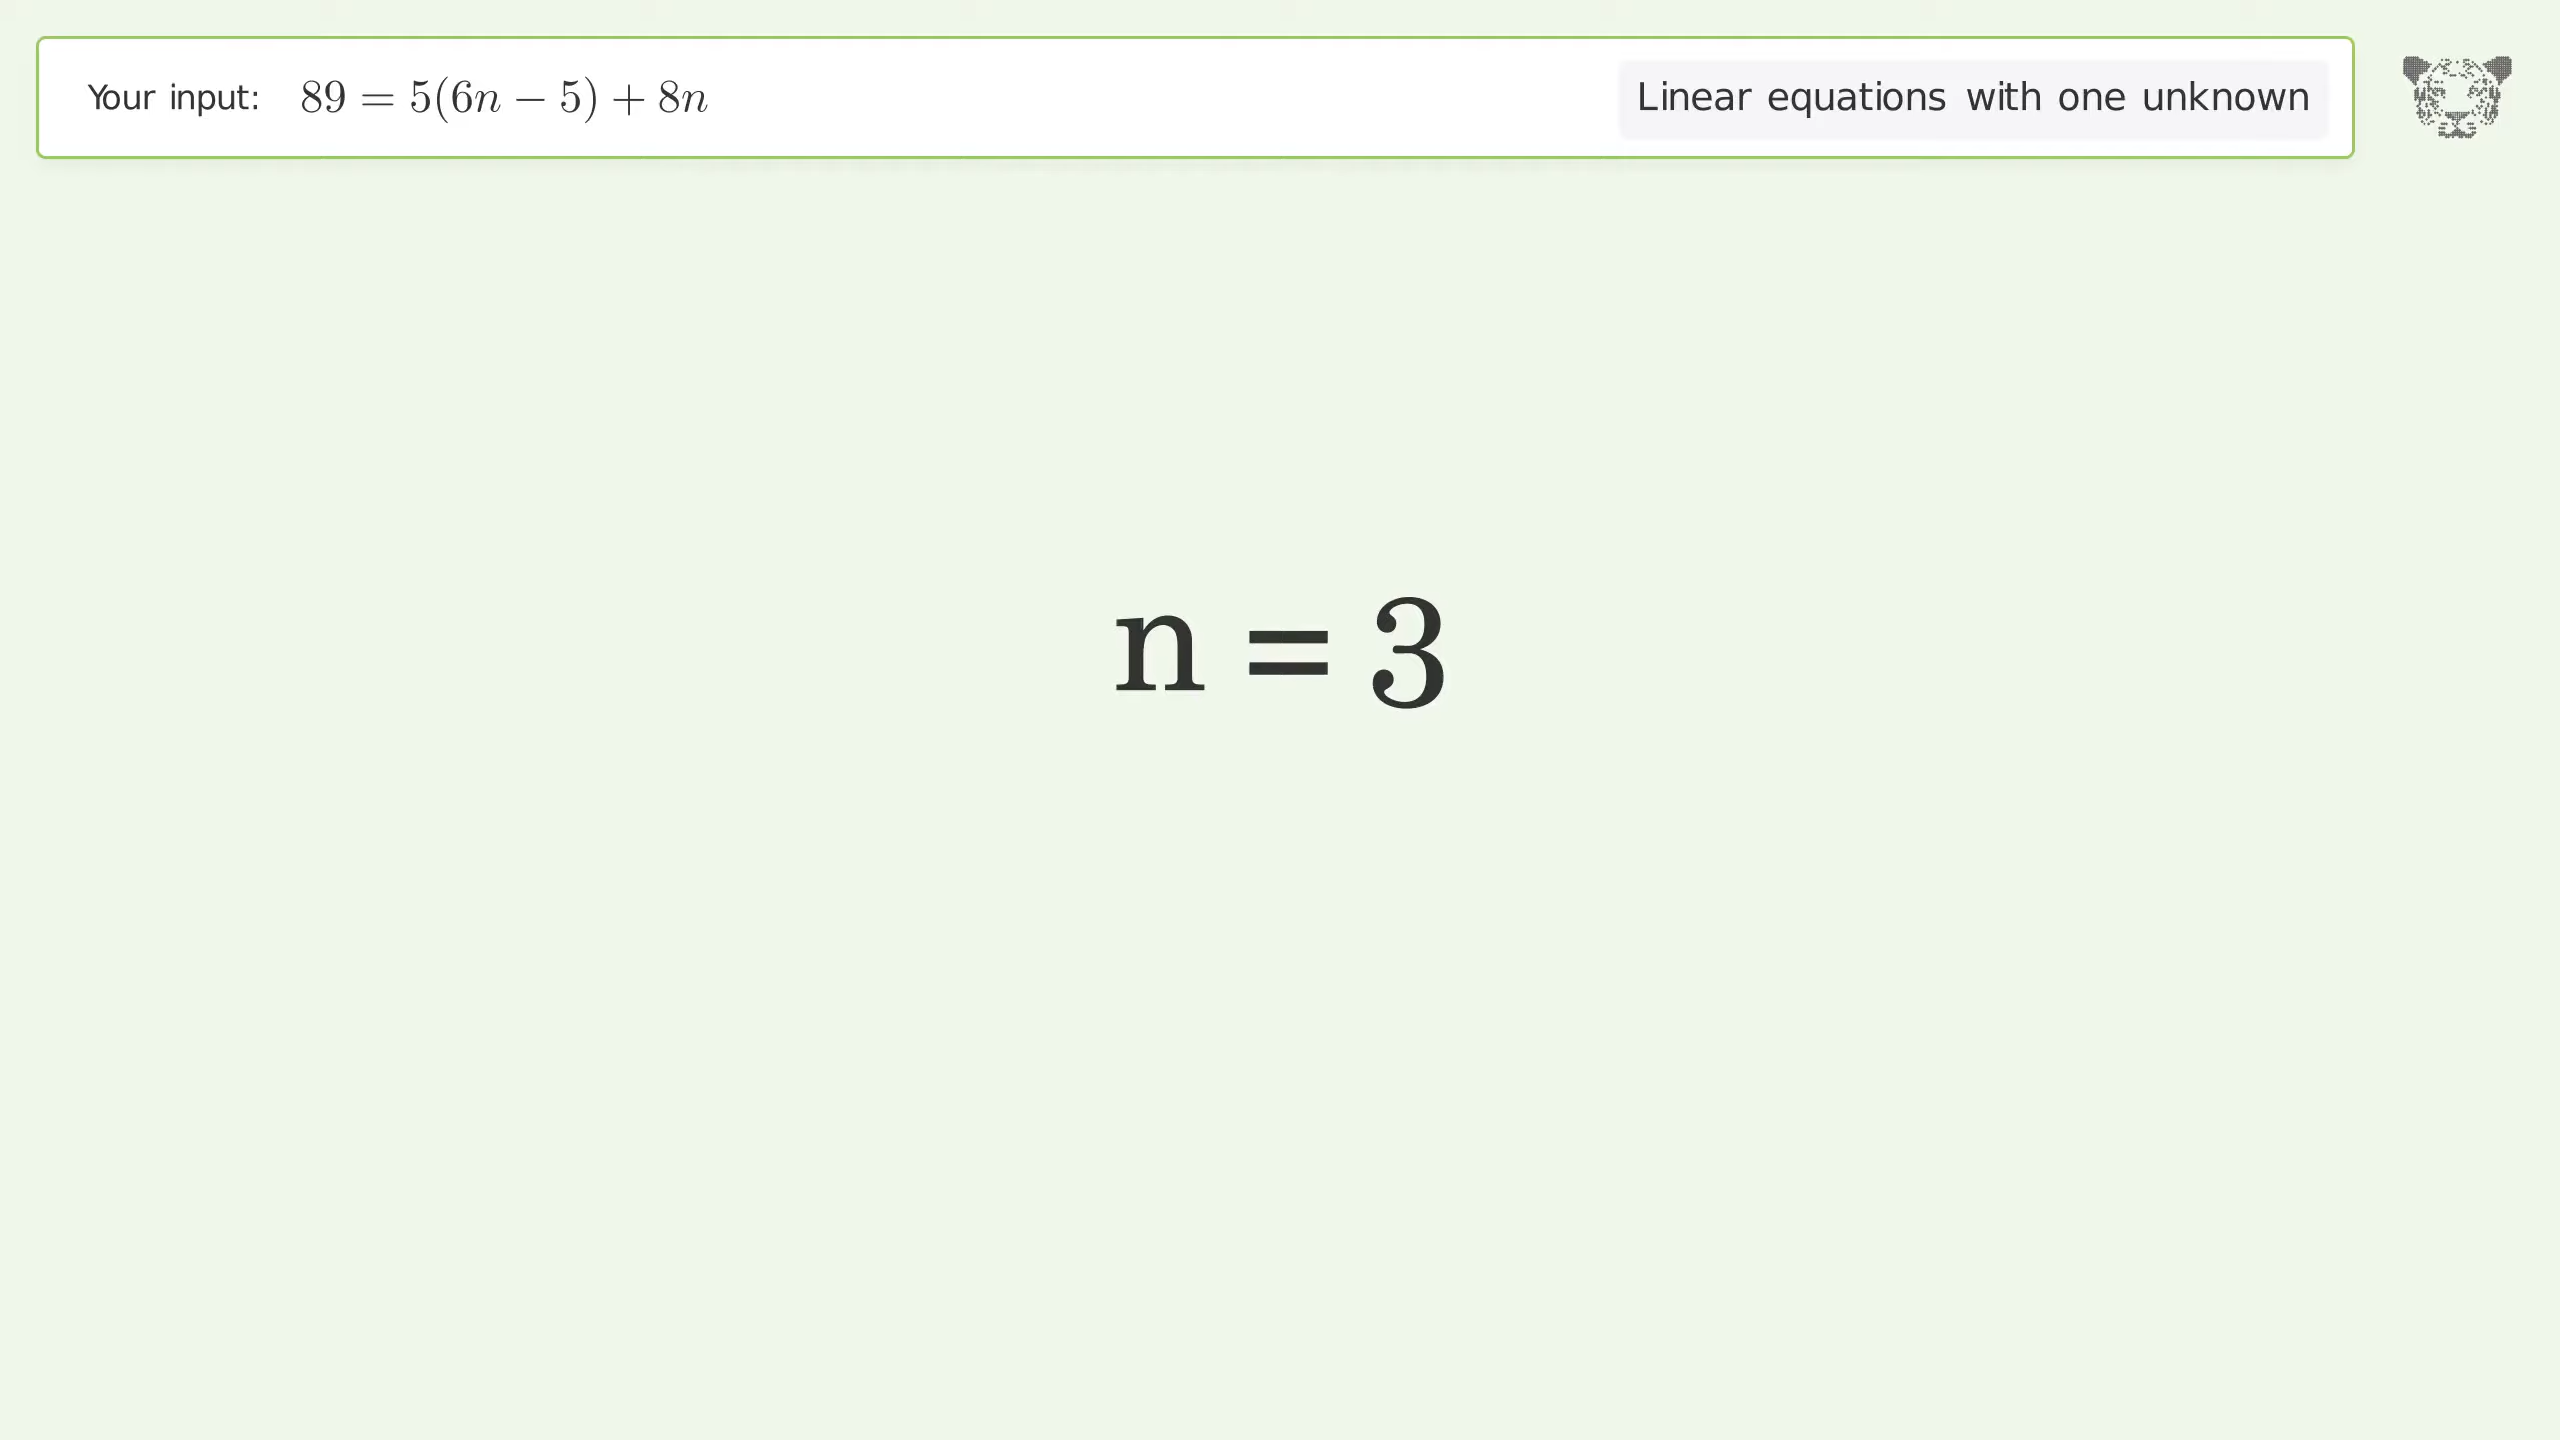 Your input: 89 = 5(6n − 5) + 8n Linear equations with one unknown
n = 3